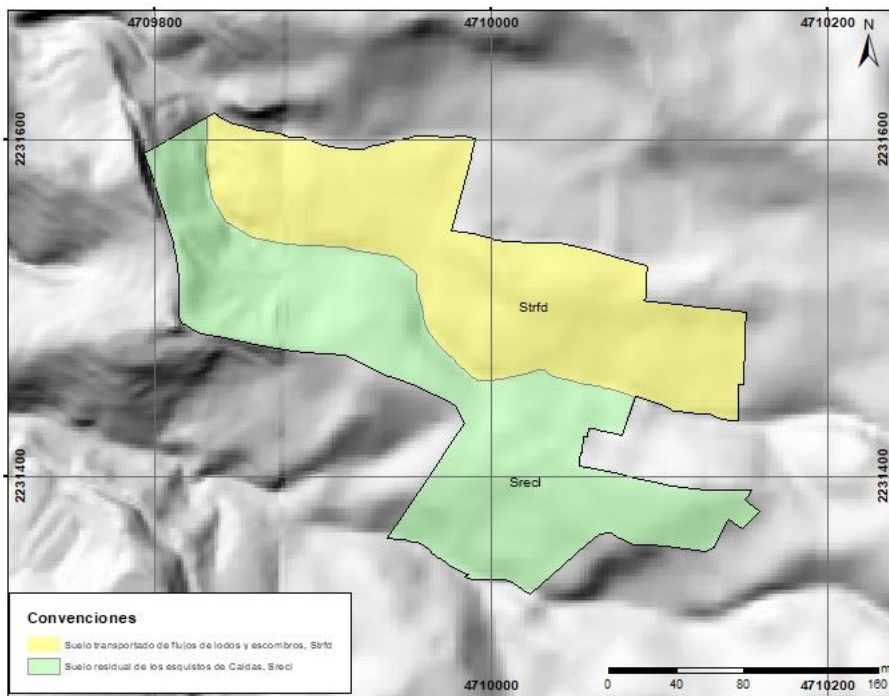 4709800
4710000
4710200
N
2231600
2231600
Strfd
2231400
2231400
Srecl
Convenciones
Suelo transportado de flujos de lodos y escombros, Strfd
Suelo residual de los esquistos de Caldas, Srecl
m
0 40 80 160
4710000
4710200